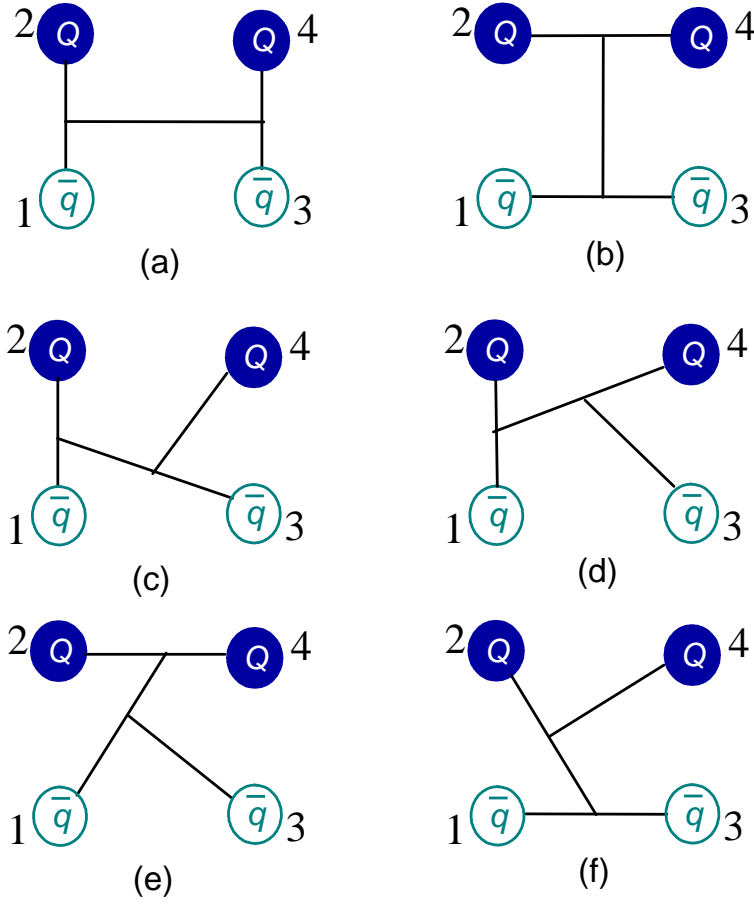 2 Q Q 4 2 Q Q 4
1 q̅ q̅ 3 1 q̅ q̅ 3
(a) (b)
2 Q Q 4 2 Q Q 4
1 q̅ q̅ 3 1 q̅ q̅ 3
(c) (d)
2 Q Q 4 2 Q Q 4
1 q̅ q̅ 3 1 q̅ q̅ 3
(e) (f)